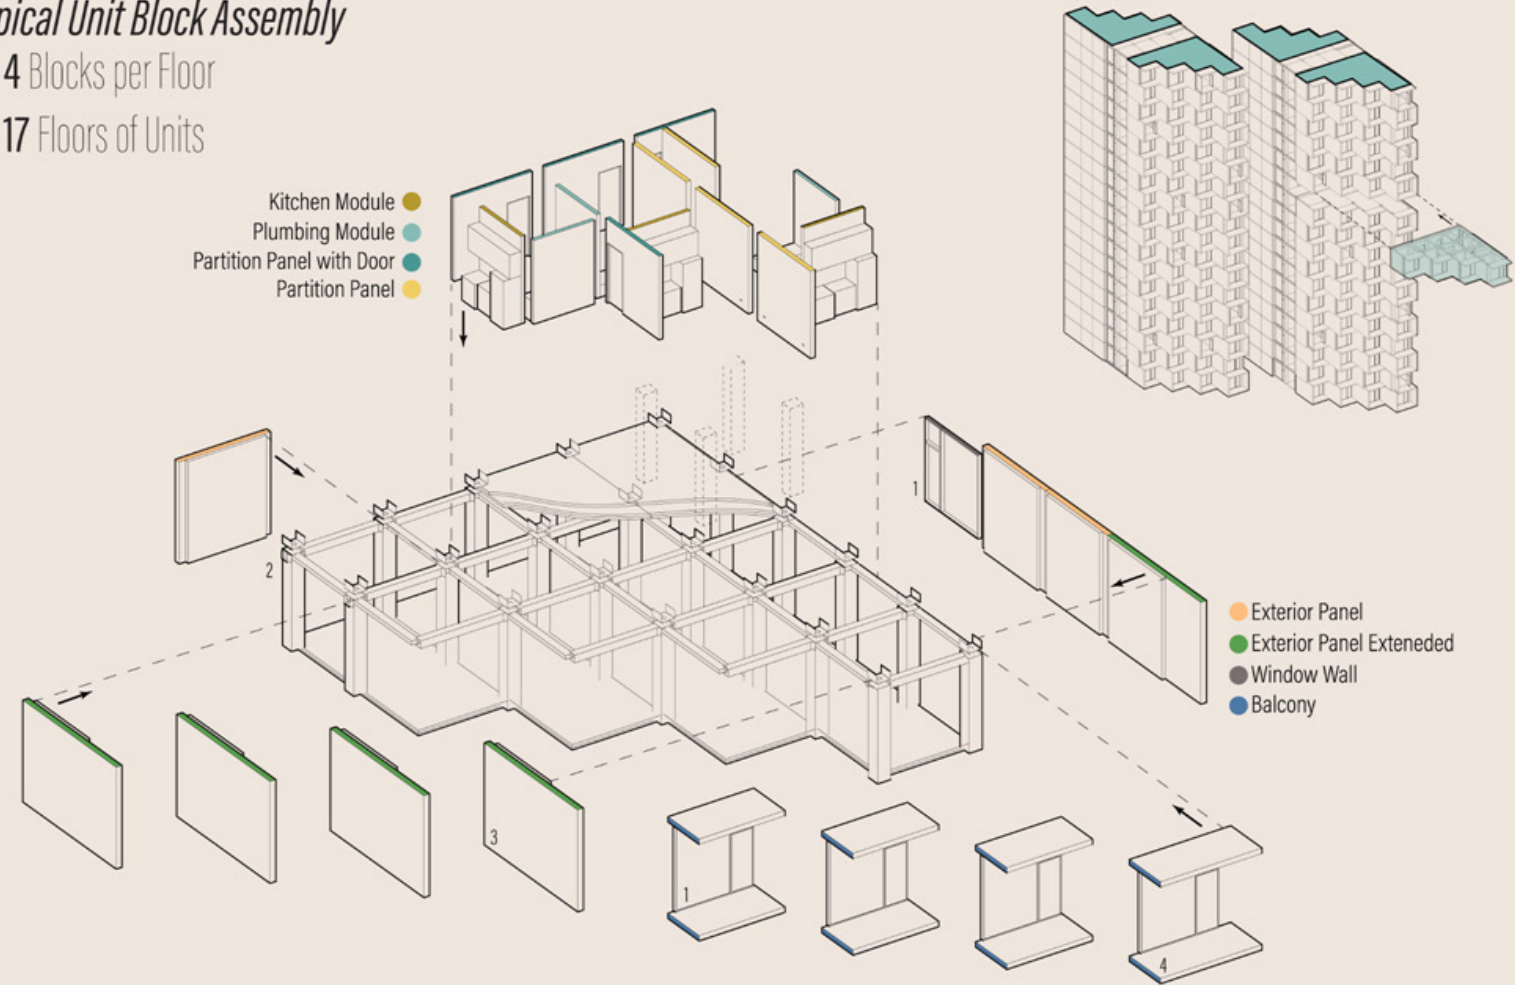 pical Unit Block Assembly
4 Blocks per Floor
17 Floors of Units
Kitchen Module
Plumbing Module
Partition Panel with Door
Partition Panel
1
2
Exterior Panel
Exterior Panel Exteneded
Window Wall
Balcony
3
1
4